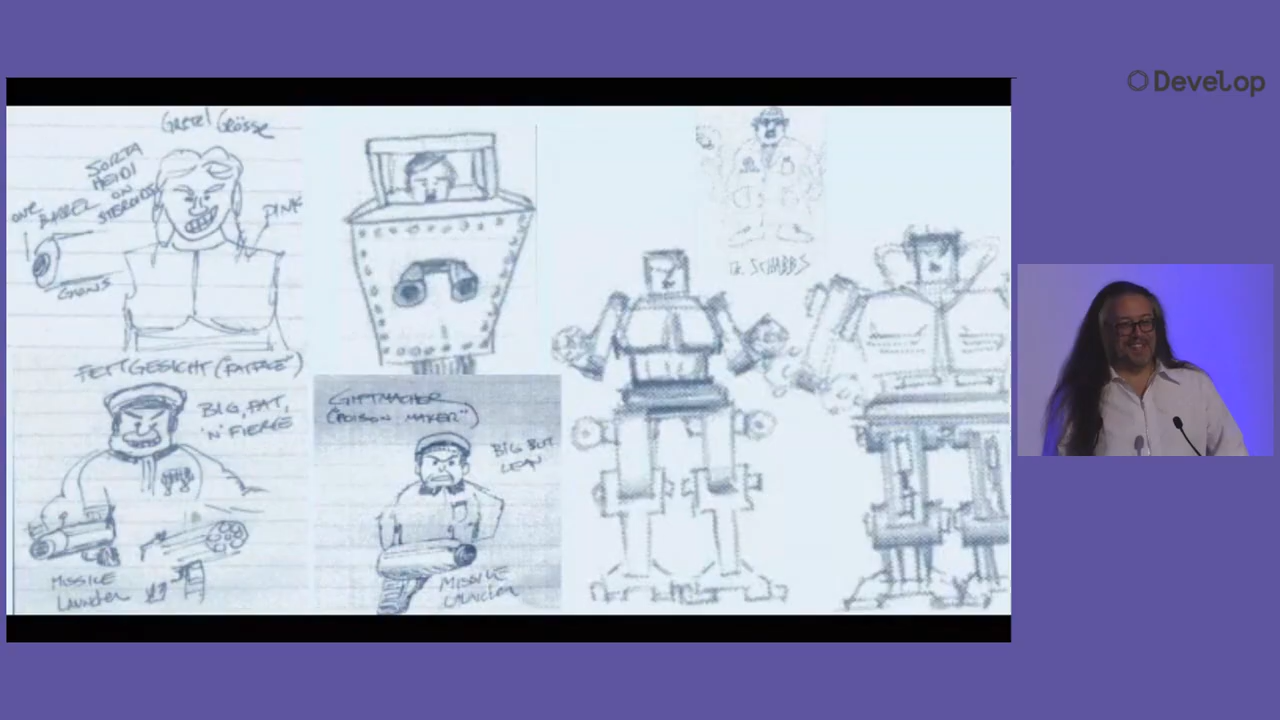 Develop
GRETEL GRÖSSE
SORTA
HEIDI
ON
STEROIDS
ONE
BARREL
PINK
GUNS
FETTGESICHT ("FATFACE")
BIG, FAT,
'N' FIERCE
MISSILE
LAUNCHER
GIFTMACHER
("POISON MAKER")
BIG BUT
LEAN
MISSILE
LAUNCHER
DR. SCHABBS